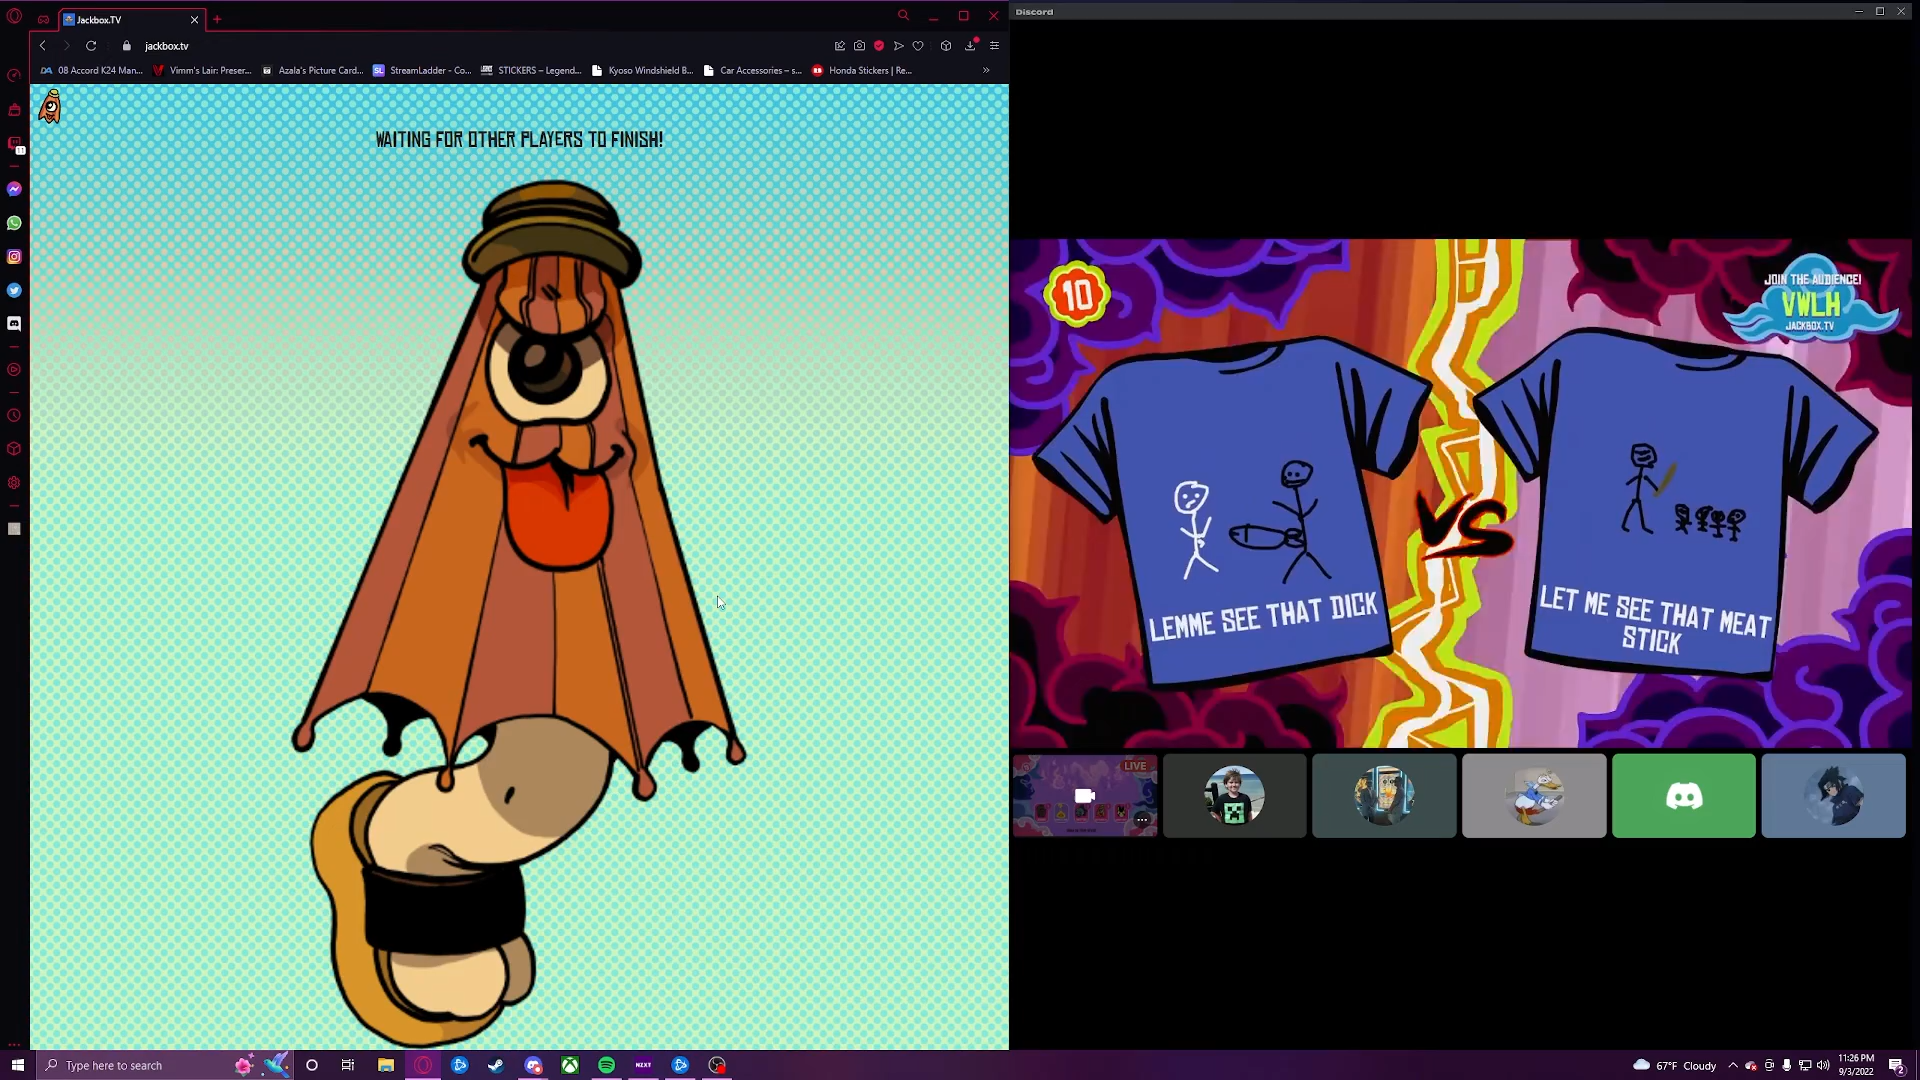 Jackbox.TV
jackbox.tv
08 Accord K24 Man...
Vimm's Lair: Preser...
Azala's Picture Card...
StreamLadder - Co...
STICKERS – Legend...
Kyoso Windshield B...
Car Accessories – s...
Honda Stickers | Re...
WAITING FOR OTHER PLAYERS TO FINISH!
Discord
10
JOIN THE AUDIENCE!
VWLH
JACKBOX.TV
LEMME SEE THAT DICK
VS
LET ME SEE THAT MEAT
STICK
LIVE
Type here to search
NZXT
67°F Cloudy
11:26 PM
9/3/2022
2